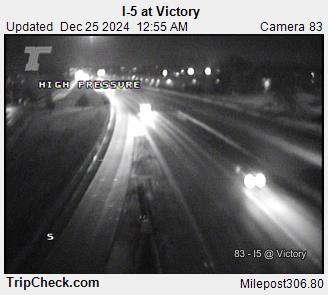 I-5 at Victory
Updated Dec 25 2024 12:55 AM Camera 83
T
HIGH PRESSURE
S
83 - I5 @ Victory
TripCheck.com Milepost306.80